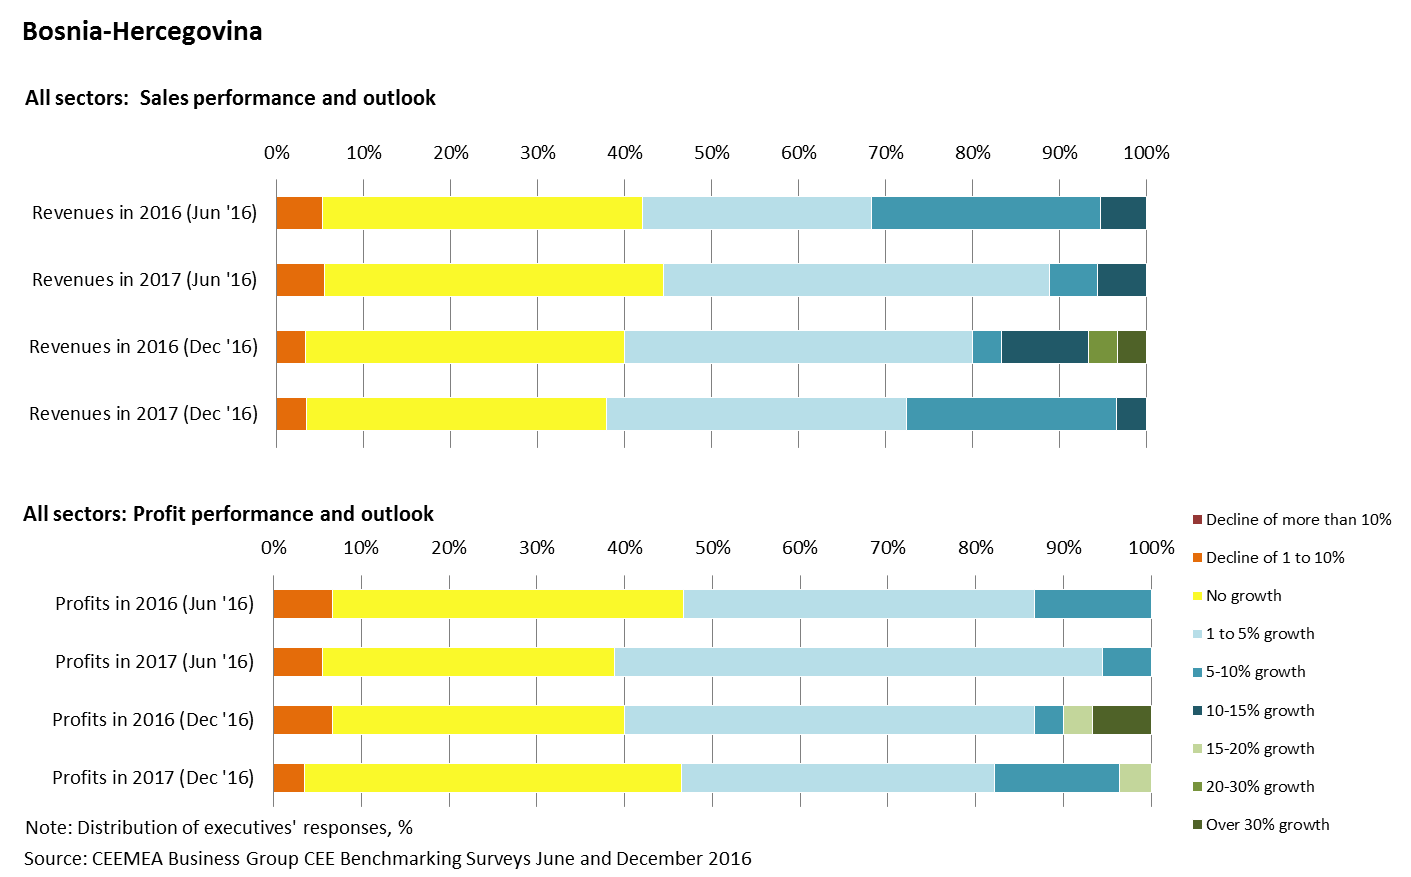 Bosnia-Hercegovina
All sectors:  Sales performance and outlook
0% 10% 20% 30% 40% 50% 60% 70% 80% 90% 100%
Revenues in 2016 (Jun '16)
Revenues in 2017 (Jun '16)
Revenues in 2016 (Dec '16)
Revenues in 2017 (Dec '16)
All sectors: Profit performance and outlook
0% 10% 20% 30% 40% 50% 60% 70% 80% 90% 100%
Profits in 2016 (Jun '16)
Profits in 2017 (Jun '16)
Profits in 2016 (Dec '16)
Profits in 2017 (Dec '16)
Decline of more than 10%
Decline of 1 to 10%
No growth
1 to 5% growth
5-10% growth
10-15% growth
15-20% growth
20-30% growth
Over 30% growth
Note: Distribution of executives' responses, %
Source: CEEMEA Business Group CEE Benchmarking Surveys June and December 2016